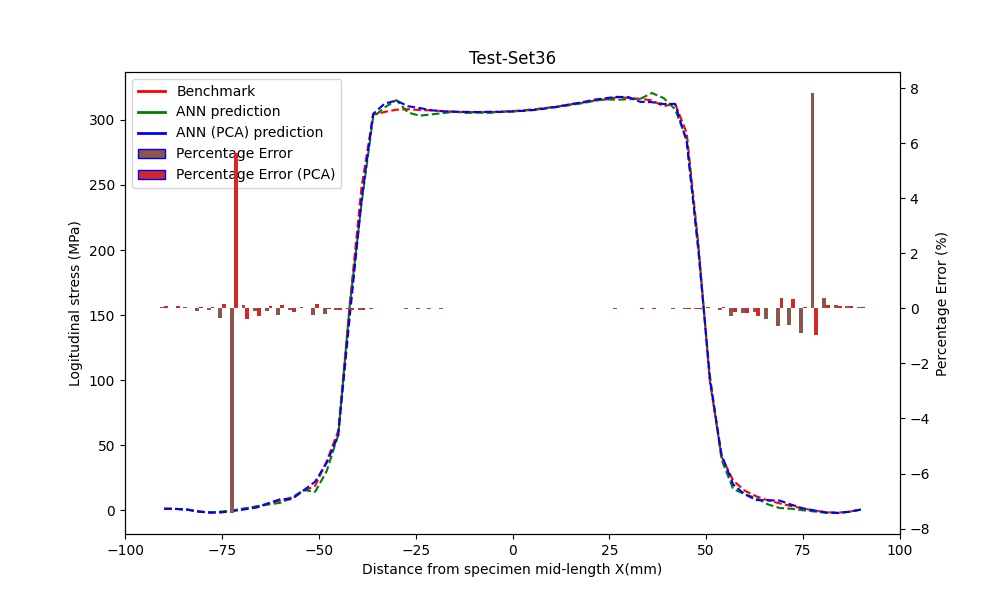 Test-Set36
Benchmark
ANN prediction
ANN (PCA) prediction
Percentage Error
Percentage Error (PCA)
Logitudinal stress (MPa)
300
250
200
150
100
50
0
8
6
4
2
0
−2
−4
−6
−8
Percentage Error (%)
−100 −75 −50 −25 0 25 50 75 100
Distance from specimen mid-length X(mm)